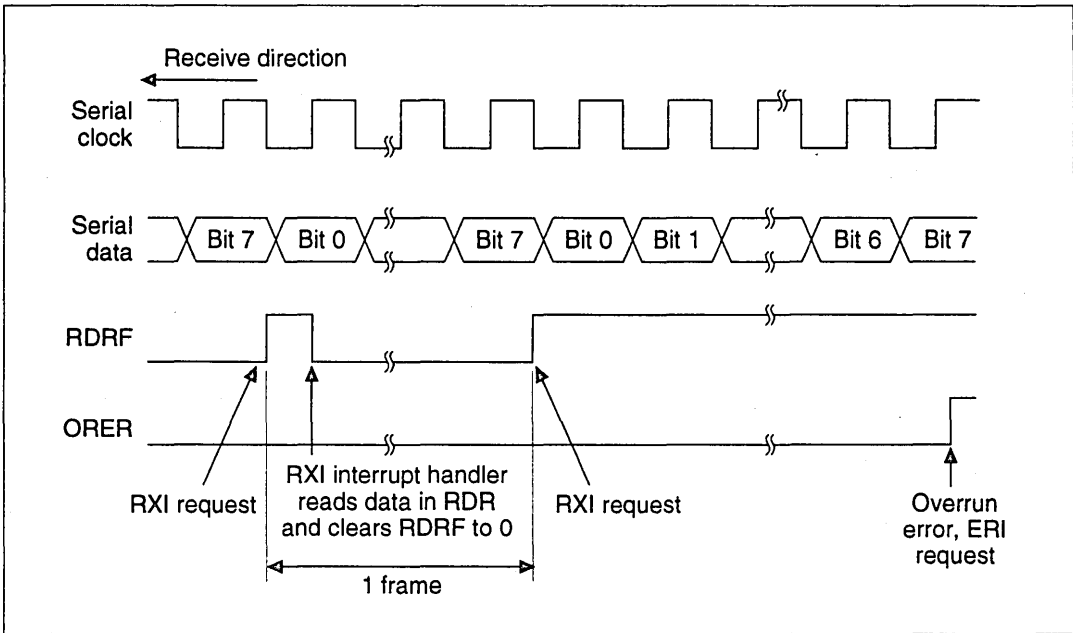 Receive direction
Serial
clock
Serial
data
Bit 7
Bit 0
Bit 7
Bit 0
Bit 1
Bit 6
Bit 7
RDRF
ORER
RXI request
RXI interrupt handler
reads data in RDR
and clears RDRF to 0
RXI request
Overrun
error, ERI
request
1 frame